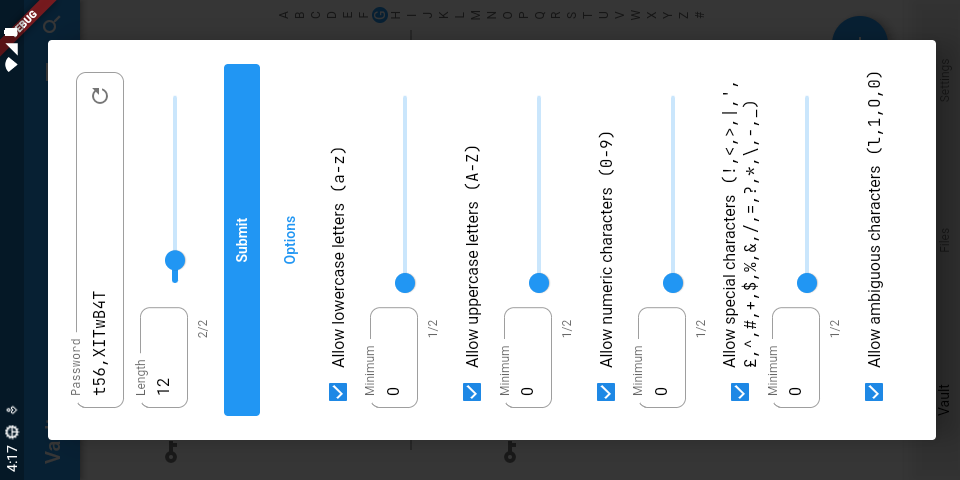 4:17
DEBUG
Va
A B C D E F G H I J K L M N O P Q R S T U V W X Y Z #
Password
t56,XITwB4T
Length
12
2/2
Submit
Options
Allow lowercase letters (a-z)
Minimum
0
1/2
Allow uppercase letters (A-Z)
Minimum
0
1/2
Allow numeric characters (0-9)
Minimum
0
1/2
Allow special characters (!,<,>,|,',
£,^,#,+,$,%,&,/,=,?,*,\,-,_)
Minimum
0
1/2
Allow ambiguous characters (l,1,O,0)
Vault
Files
Settings